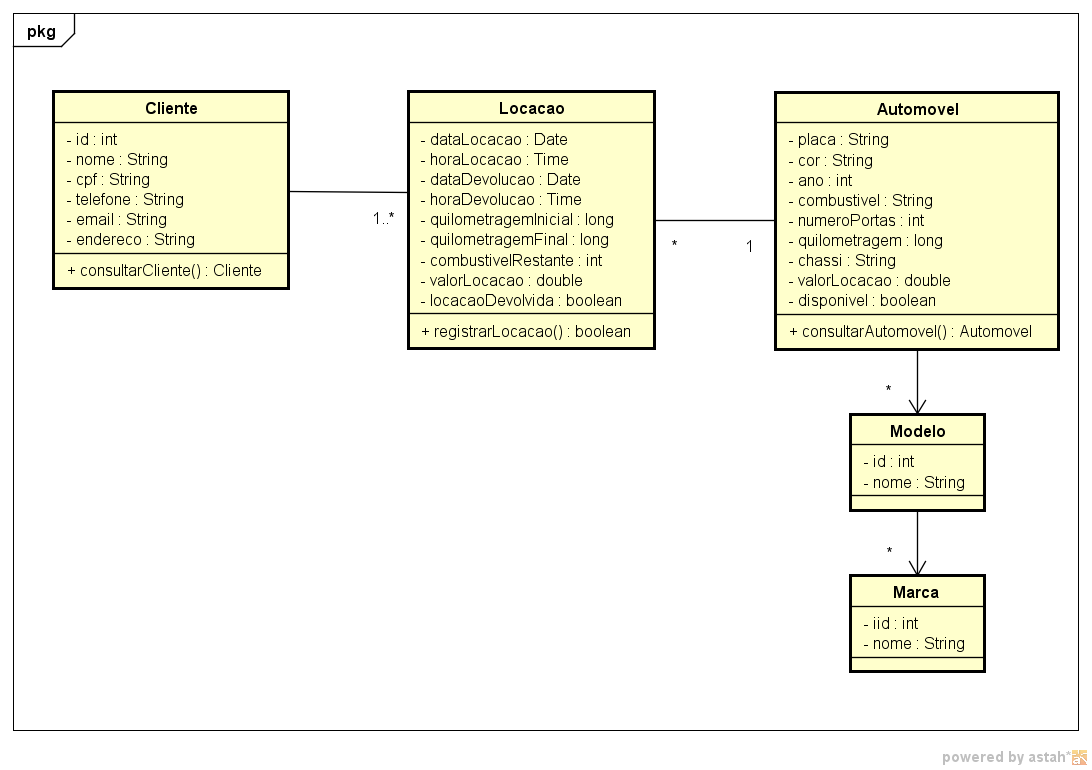 pkg
Cliente
- id : int
- nome : String
- cpf : String
- telefone : String
- email : String
- endereco : String
+ consultarCliente() : Cliente
1..*
Locacao
- dataLocacao : Date
- horaLocacao : Time
- dataDevolucao : Date
- horaDevolucao : Time
- quilometragemInicial : long
- quilometragemFinal : long
- combustivelRestante : int
- valorLocacao : double
- locacaoDevolvida : boolean
+ registrarLocacao() : boolean
*
1
Automovel
- placa : String
- cor : String
- ano : int
- combustivel : String
- numeroPortas : int
- quilometragem : long
- chassi : String
- valorLocacao : double
- disponivel : boolean
+ consultarAutomovel() : Automovel
*
Modelo
- id : int
- nome : String
*
Marca
- iid : int
- nome : String
powered by astah*